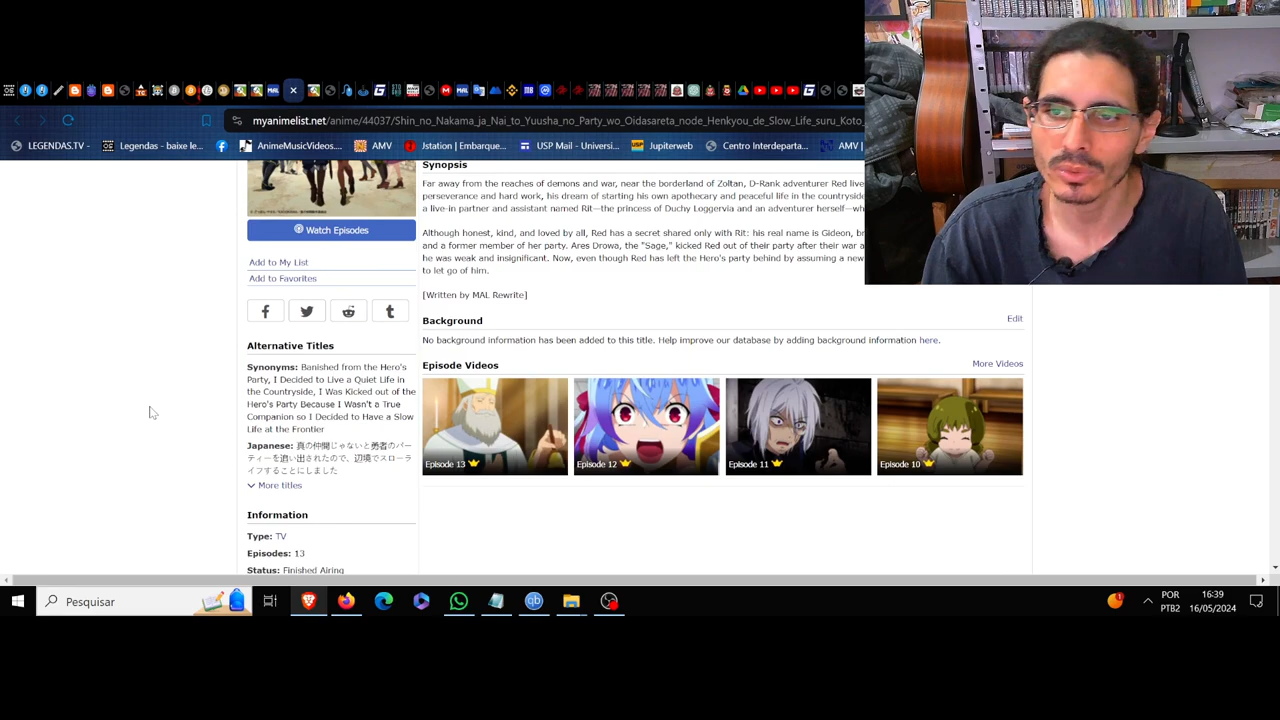 myanimelist.net/anime/44037/Shin_no_Nakama_ja_Nai_to_Yuusha_no_Party_wo_Oidasareta_node_Henkyou_de_Slow_Life_suru_Koto_
LEGENDAS.TV -
Legendas - baixe le...
AnimeMusicVideos....
AMV
Jstation | Embarque...
USP Mail - Universi...
Jupiterweb
Centro Interdeparta...
AMV |
Synopsis
Far away from the reaches of demons and war, near the borderland of Zoltan, D-Rank adventurer Red live
perseverance and hard work, his dream of starting his own apothecary and peaceful life in the countryside
a live-in partner and assistant named Rit—the princess of Duchy Loggervia and an adventurer herself—wh
Although honest, kind, and loved by all, Red has a secret shared only with Rit: his real name is Gideon, br
and a former member of her party. Ares Drowa, the "Sage," kicked Red out of their party after their war a
he was weak and insignificant. Now, even though Red has left the Hero's party behind by assuming a new
to let go of him.
[Written by MAL Rewrite]
Watch Episodes
Add to My List
Add to Favorites
Background
Edit
No background information has been added to this title. Help improve our database by adding background information here.
Alternative Titles
Synonyms: Banished from the Hero's
Party, I Decided to Live a Quiet Life in
the Countryside, I Was Kicked out of the
Hero's Party Because I Wasn't a True
Companion so I Decided to Have a Slow
Life at the Frontier
Japanese: 真の仲間じゃないと勇者のパー
ティーを追い出されたので、辺境でスローラ
イフすることにしました
More titles
Episode Videos
More Videos
Episode 13
Episode 12
Episode 11
Episode 10
Information
Type: TV
Episodes: 13
Status: Finished Airing
Pesquisar
POR
PTB2
16:39
16/05/2024